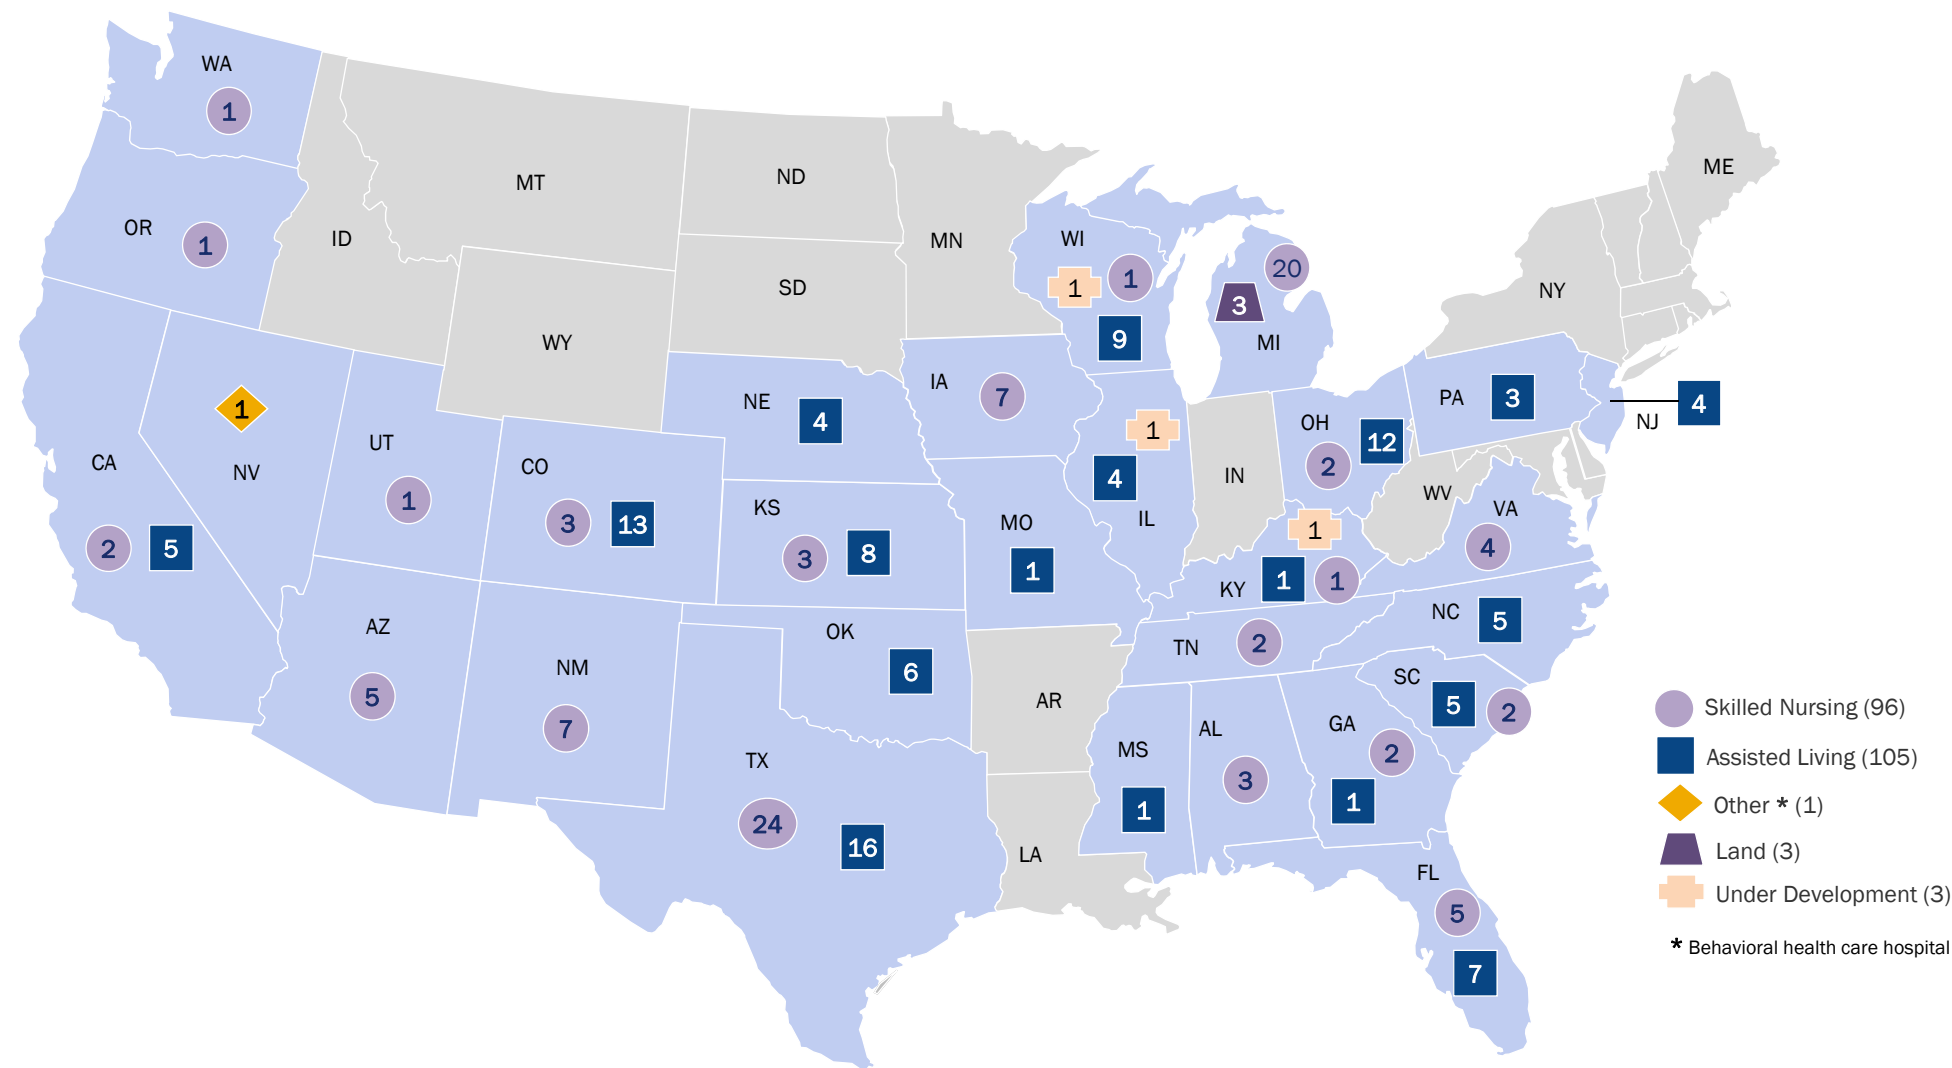 WA
1
MT
ND
ME
OR
1
ID
MN
WI
1
1
9
20
3
MI
SD
NY
WY
NE
4
IA
7
PA
3
4
NJ
1
NV
UT
1
CO
3
13
CA
2
5
KS
3
8
MO
1
1
4
IL
IN
OH
12
2
WV
VA
4
1
KY
1
1
AZ
5
NM
7
OK
6
AR
TN
2
NC
5
SC
5
2
TX
24
16
LA
MS
1
AL
3
GA
2
1
FL
5
7
Skilled Nursing (96)
Assisted Living (105)
Other * (1)
Land (3)
Under Development (3)
* Behavioral health care hospital